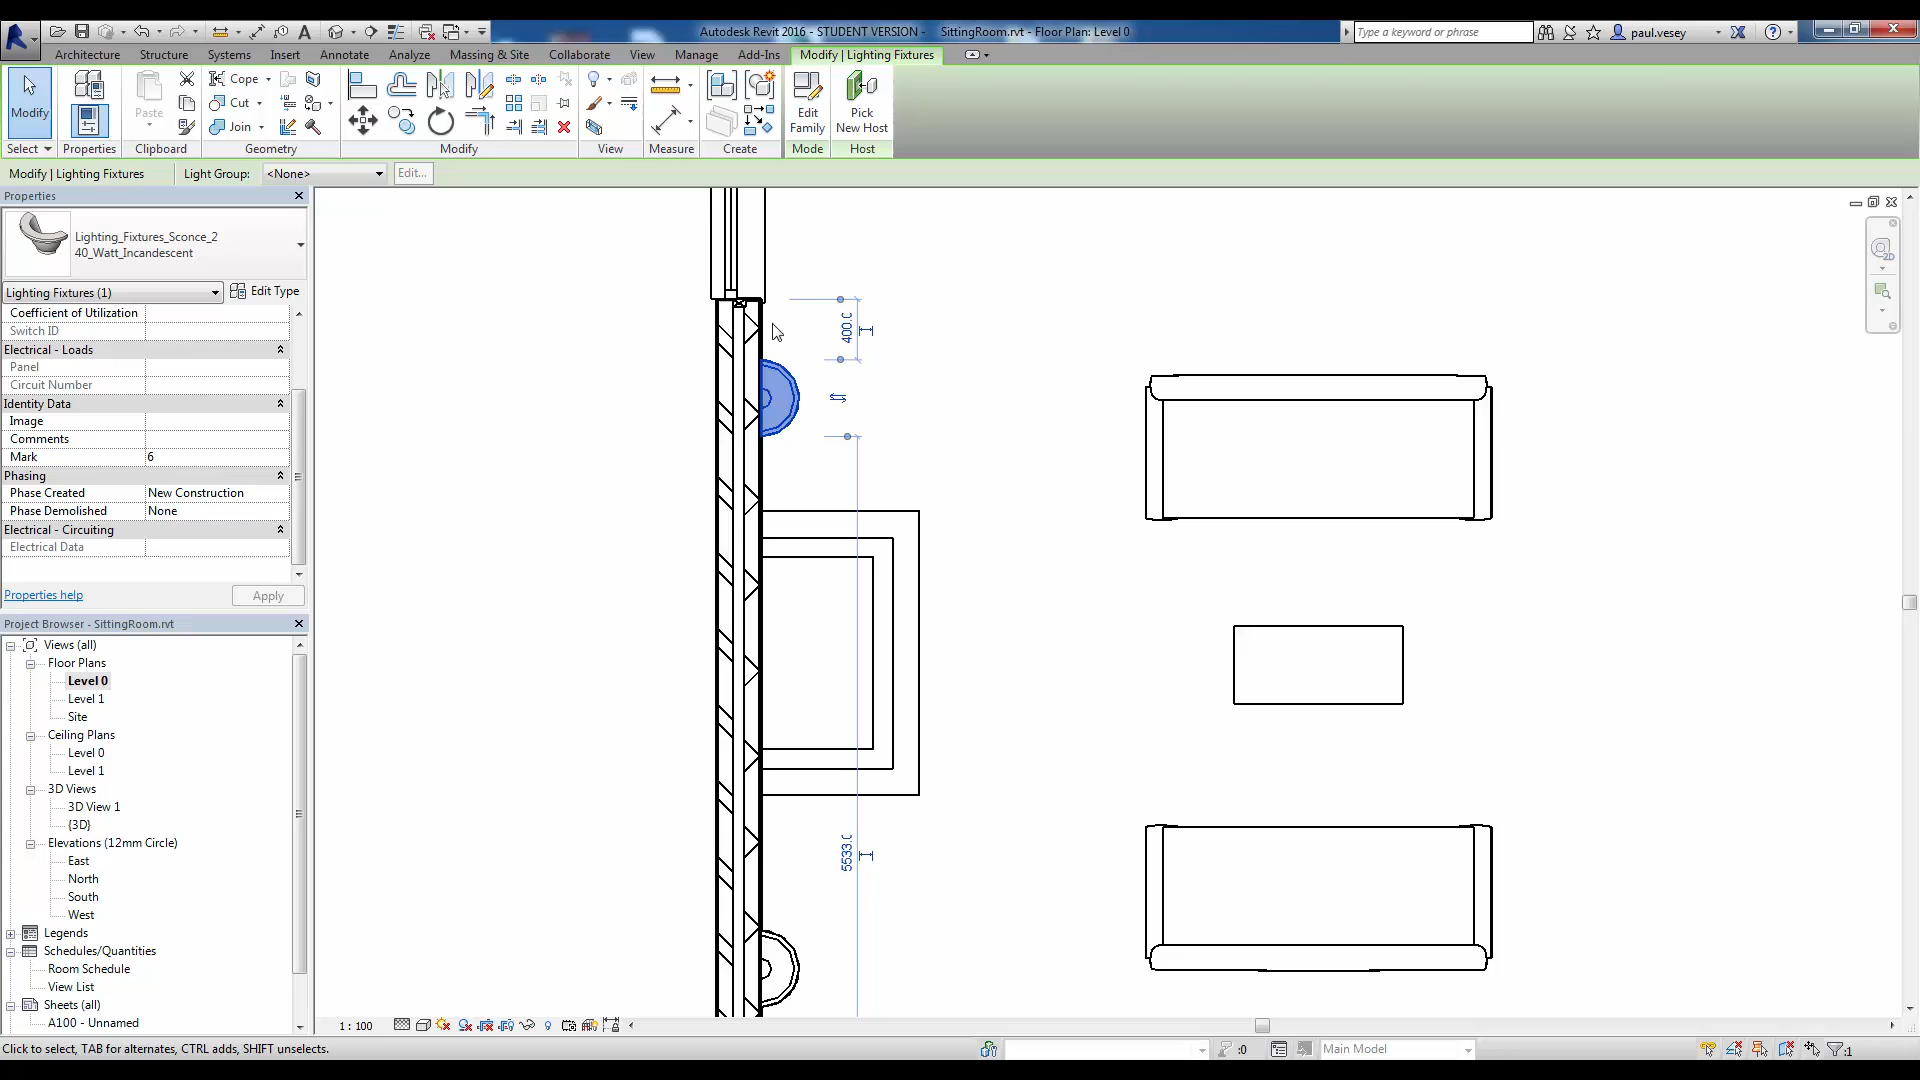 Autodesk Revit 2016 - STUDENT VERSION - SittingRoom.rvt - Floor Plan: Level 0
Type a keyword or phrase
paul.vesey
Architecture Structure Systems Insert Annotate Analyze Massing & Site Collaborate View Manage Add-Ins Modify | Lighting Fixtures
Modify
Paste
Cope
Cut
Join
Edit Family
Pick New Host
Select Properties Clipboard Geometry Modify View Measure Create Mode Host
Modify | Lighting Fixtures Light Group: <None> Edit...
Properties
Lighting_Fixtures_Sconce_2
40_Watt_Incandescent
Lighting Fixtures (1) Edit Type
Coefficient of Utilization
Switch ID
Electrical - Loads
Panel
Circuit Number
Identity Data
Image
Comments
Mark 6
Phasing
Phase Created New Construction
Phase Demolished None
Electrical - Circuiting
Electrical Data
Properties help Apply
Project Browser - SittingRoom.rvt
Views (all)
Floor Plans
Level 0
Level 1
Site
Ceiling Plans
Level 0
Level 1
3D Views
3D View 1
{3D}
Elevations (12mm Circle)
East
North
South
West
Legends
Schedules/Quantities
Room Schedule
View List
Sheets (all)
A100 - Unnamed
400.0
5533.0
2D
1 : 100
Click to select, TAB for alternates, CTRL adds, SHIFT unselects.
:0
Main Model
:1